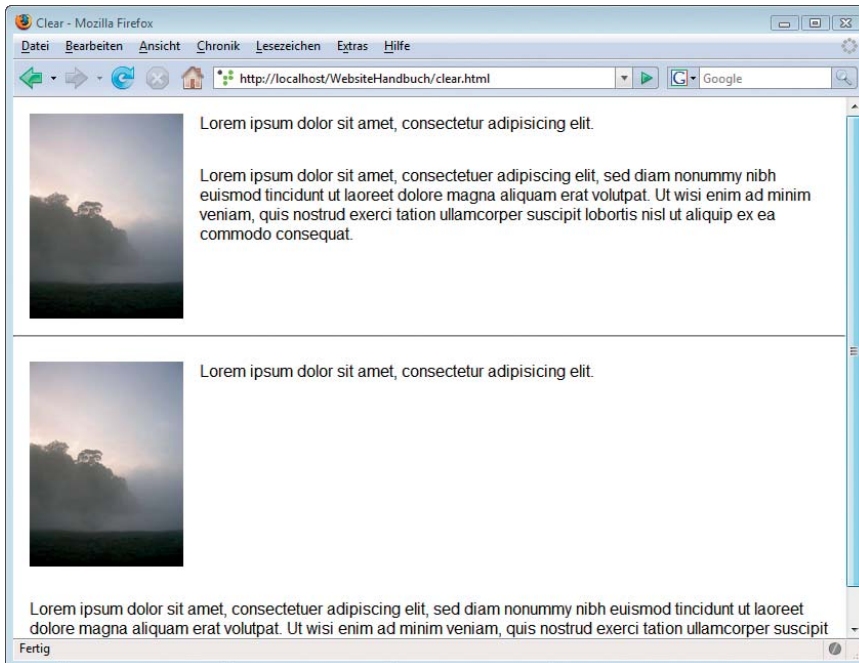 Clear - Mozilla Firefox
Datei Bearbeiten Ansicht Chronik Lesezeichen Extras Hilfe
http://localhost/WebsiteHandbuch/clear.html
G Google
Lorem ipsum dolor sit amet, consectetur adipisicing elit.
Lorem ipsum dolor sit amet, consectetuer adipiscing elit, sed diam nonummy nibh
euismod tincidunt ut laoreet dolore magna aliquam erat volutpat. Ut wisi enim ad minim
veniam, quis nostrud exerci tation ullamcorper suscipit lobortis nisl ut aliquip ex ea
commodo consequat.
Lorem ipsum dolor sit amet, consectetur adipisicing elit.
Lorem ipsum dolor sit amet, consectetuer adipiscing elit, sed diam nonummy nibh euismod tincidunt ut laoreet
dolore magna aliquam erat volutpat. Ut wisi enim ad minim veniam, quis nostrud exerci tation ullamcorper suscipit
Fertig